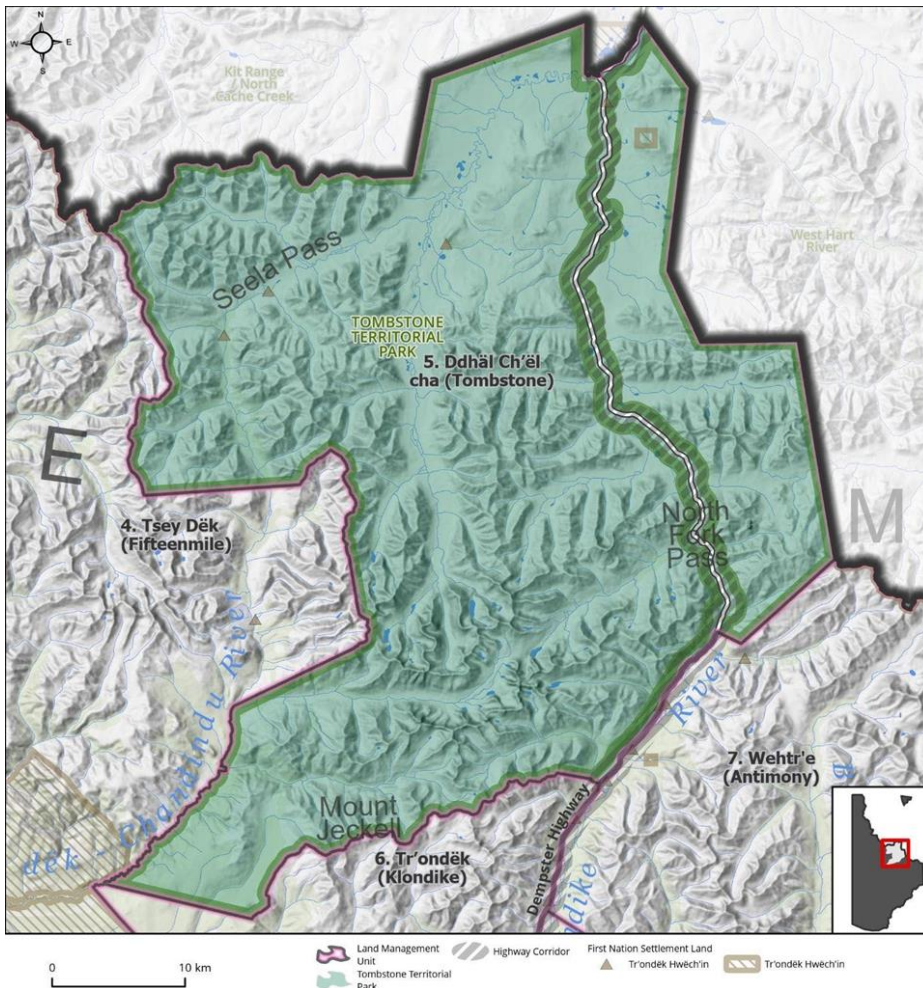 N
W E
S
Kit Range
/ North
Cache Creek
West Hart
River
Seela Pass
TOMBSTONE
TERRITORIAL
PARK
5. Ddhäl Ch'ël
cha (Tombstone)
E
M
North
Fork
Pass
4. Tsey Dëk
(Fifteenmile)
Chandindu River
River
7. Wehtr'e
(Antimony)
Mount
Jeckell
6. Tr'ondëk
(Klondike)
Dempster Highway
dëk -
ndike
0 10 km
Land Management
Unit
Tombstone Territorial
Park
Highway Corridor
First Nation Settlement Land
Tr'ondëk Hwëch'in
Tr'ondëk Hwëch'in